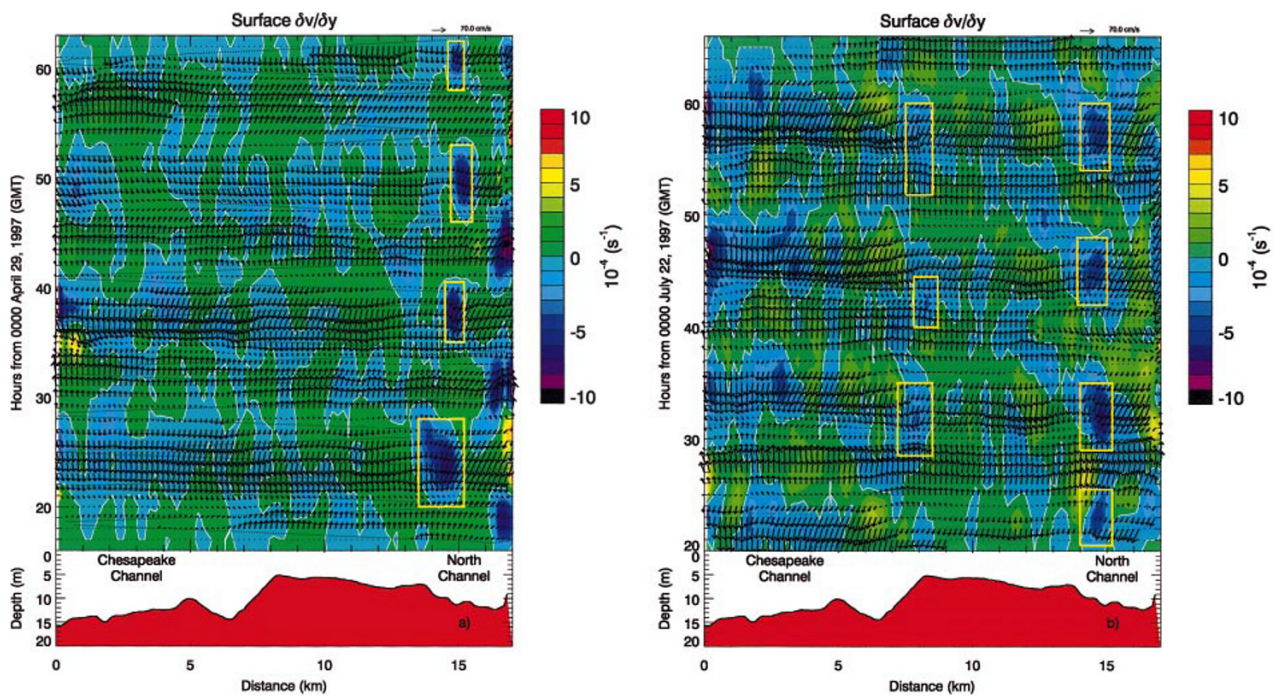 Surface δv/δy
70.0 cm/s
Hours from 0000 April 29, 1997 (GMT)
60
50
40
30
20
10
5
0
-5
-10
10⁻⁴ (s⁻¹)
Chesapeake
Channel
North
Channel
Depth (m)
0
5
10
15
20
a)
0
5
10
15
Distance (km)
Surface δv/δy
70.0 cm/s
Hours from 0000 July 22, 1997 (GMT)
60
50
40
30
20
10
5
0
-5
-10
10⁻⁴ (s⁻¹)
Chesapeake
Channel
North
Channel
Depth (m)
0
5
10
15
20
b)
0
5
10
15
Distance (km)